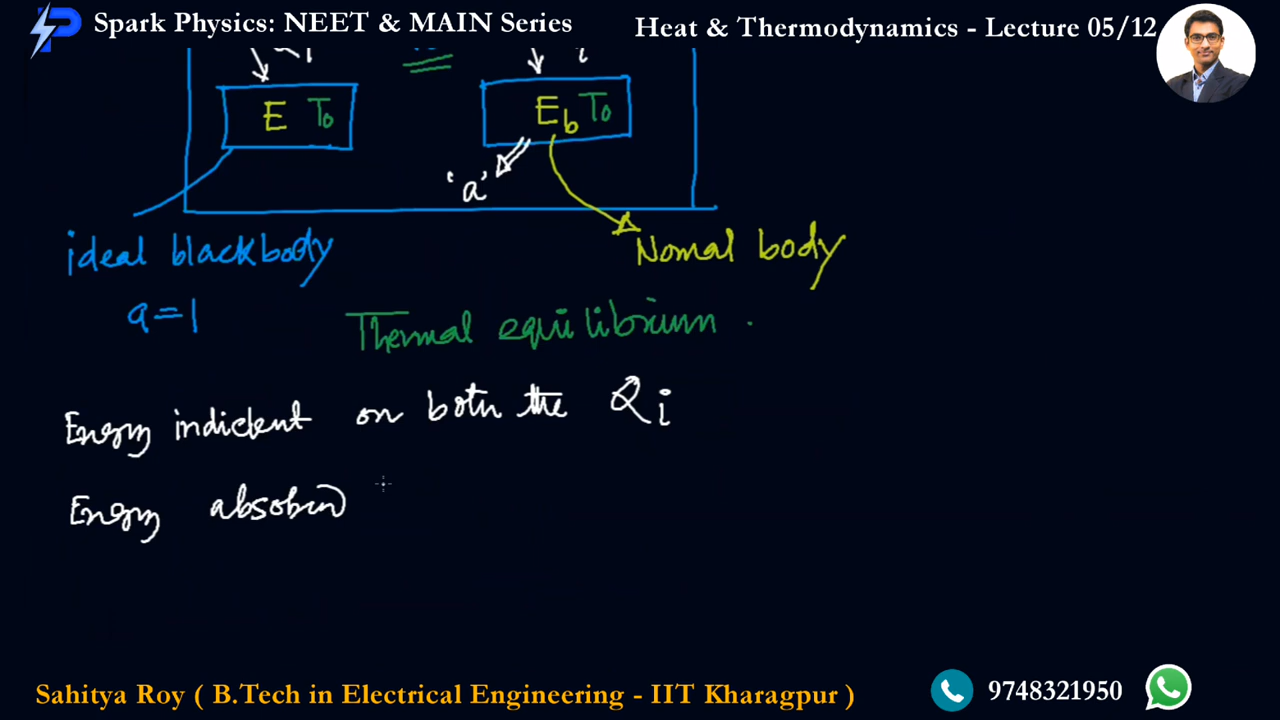 Spark Physics: NEET & MAIN Series
Heat & Thermodynamics - Lecture 05/12
E T₀
E_b T₀
'a'
ideal blackbody
Nomal body
a=1
Thermal equilibrium.
Energy indictent on both the Qi
Energy absobed
Sahitya Roy ( B.Tech in Electrical Engineering - IIT Kharagpur )
9748321950